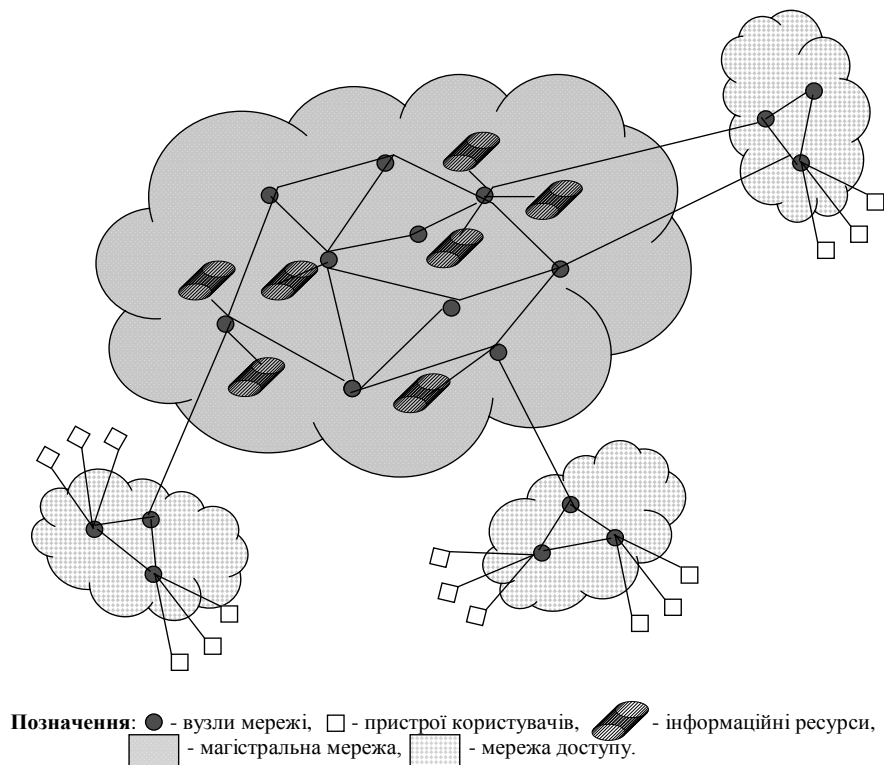 Позначення: - вузли мережі, - пристрої користувачів, - інформаційні ресурси,
- магістральна мережа, - мережа доступу.